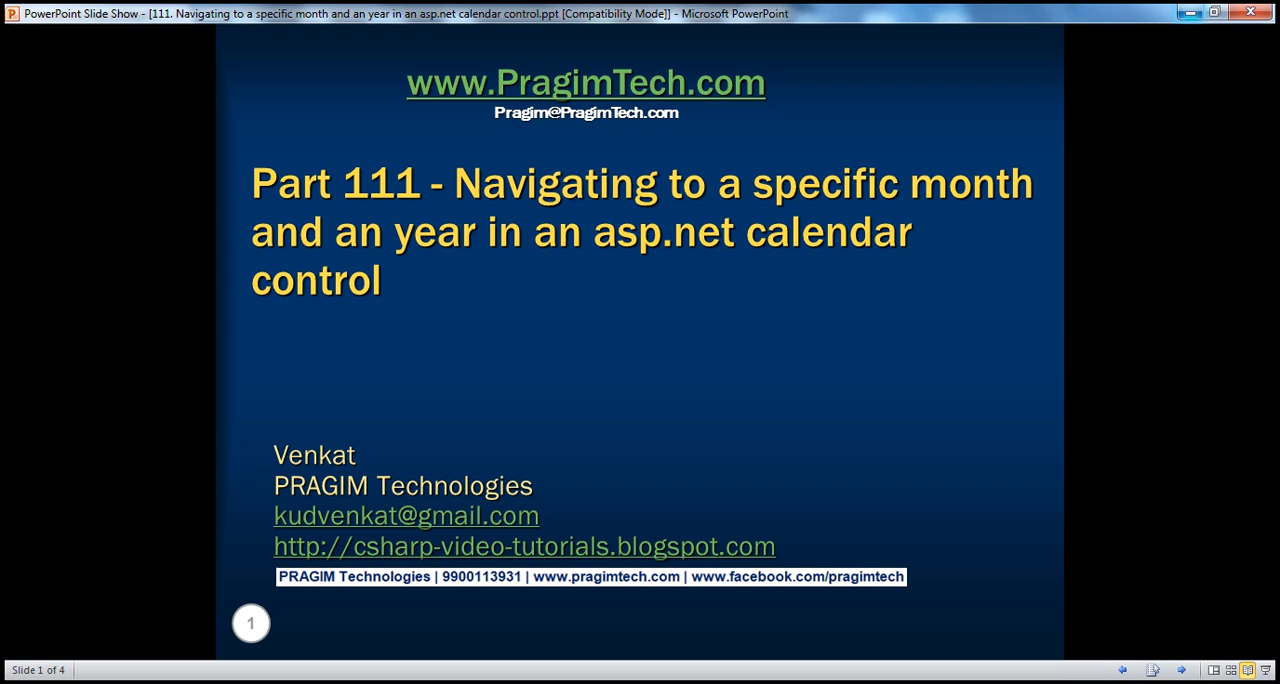 PowerPoint Slide Show - [111. Navigating to a specific month and an year in an asp.net calendar control.ppt [Compatibility Mode]] - Microsoft PowerPoint
www.PragimTech.com
Pragim@PragimTech.com
Part 111 - Navigating to a specific month
and an year in an asp.net calendar
control
Venkat
PRAGIM Technologies
kudvenkat@gmail.com
http://csharp-video-tutorials.blogspot.com
PRAGIM Technologies | 9900113931 | www.pragimtech.com | www.facebook.com/pragimtech
1
Slide 1 of 4